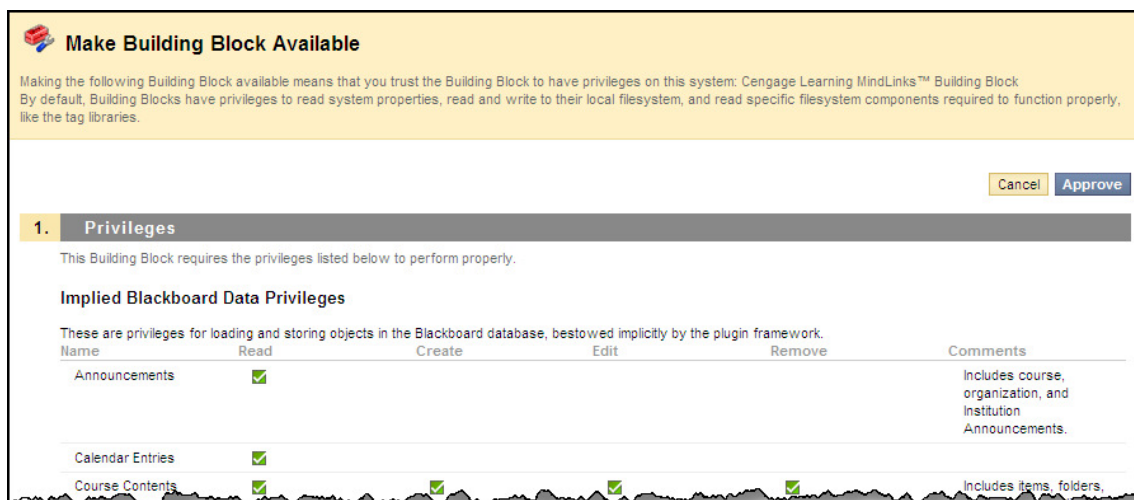 Make Building Block Available
Making the following Building Block available means that you trust the Building Block to have privileges on this system: Cengage Learning MindLinks™ Building Block
By default, Building Blocks have privileges to read system properties, read and write to their local filesystem, and read specific filesystem components required to function properly,
like the tag libraries.
Cancel Approve
1. Privileges
This Building Block requires the privileges listed below to perform properly.
Implied Blackboard Data Privileges
These are privileges for loading and storing objects in the Blackboard database, bestowed implicitly by the plugin framework.
Name Read Create Edit Remove Comments
Announcements Includes course,
organization, and
Institution
Announcements.
Calendar Entries
Course Contents Includes items, folders,